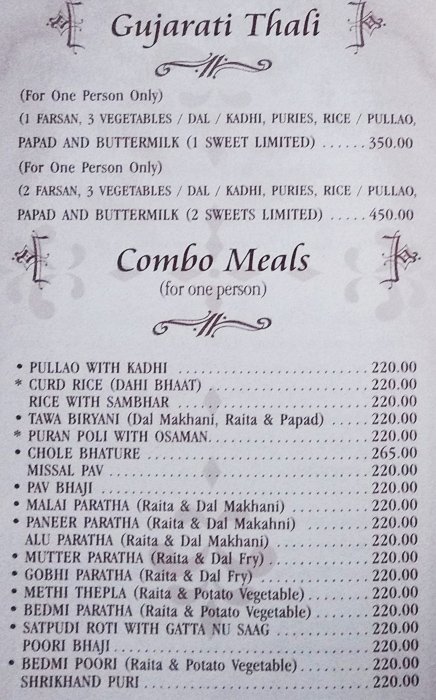 Gujarati Thali
(For One Person Only)
(1 FARSAN, 3 VEGETABLES / DAL / KADHI, PURIES, RICE / PULLAO,
PAPAD AND BUTTERMILK (1 SWEET LIMITED) ...... 350.00
(For One Person Only)
(2 FARSAN, 3 VEGETABLES / DAL / KADHI, PURIES, RICE / PULLAO,
PAPAD AND BUTTERMILK (2 SWEETS LIMITED) ..... 450.00
Combo Meals
(for one person)
• PULLAO WITH KADHI ........................ 220.00
* CURD RICE (DAHI BHAAT) .................... 220.00
RICE WITH SAMBHAR ........................ 220.00
• TAWA BIRYANI (Dal Makhani, Raita & Papad) ..... 220.00
* PURAN POLI WITH OSAMAN.................... 220.00
• CHOLE BHATURE ............................ 265.00
MISSAL PAV ................................ 220.00
• PAV BHAJI ................................. 220.00
• MALAI PARATHA (Raita & Dal Makhani) .......... 220.00
• PANEER PARATHA (Raita & Dal Makahni) ........ 220.00
ALU PARATHA (Raita & Dal Makhani) ............ 220.00
• MUTTER PARATHA (Raita & Dal Fry) ............. 220.00
• GOBHI PARATHA (Raita & Dal Fry) .............. 220.00
• METHI THEPLA (Raita & Potato Vegetable) ........ 220.00
• BEDMI PARATHA (Raita & Potato Vegetable)....... 220.00
• SATPUDI ROTI WITH GATTA NU SAAG ............ 220.00
POORI BHAJI ............................... 220.00
• BEDMI POORI (Raita & Potato Vegetable)......... 220.00
SHRIKHAND PURI ........................... 220.00